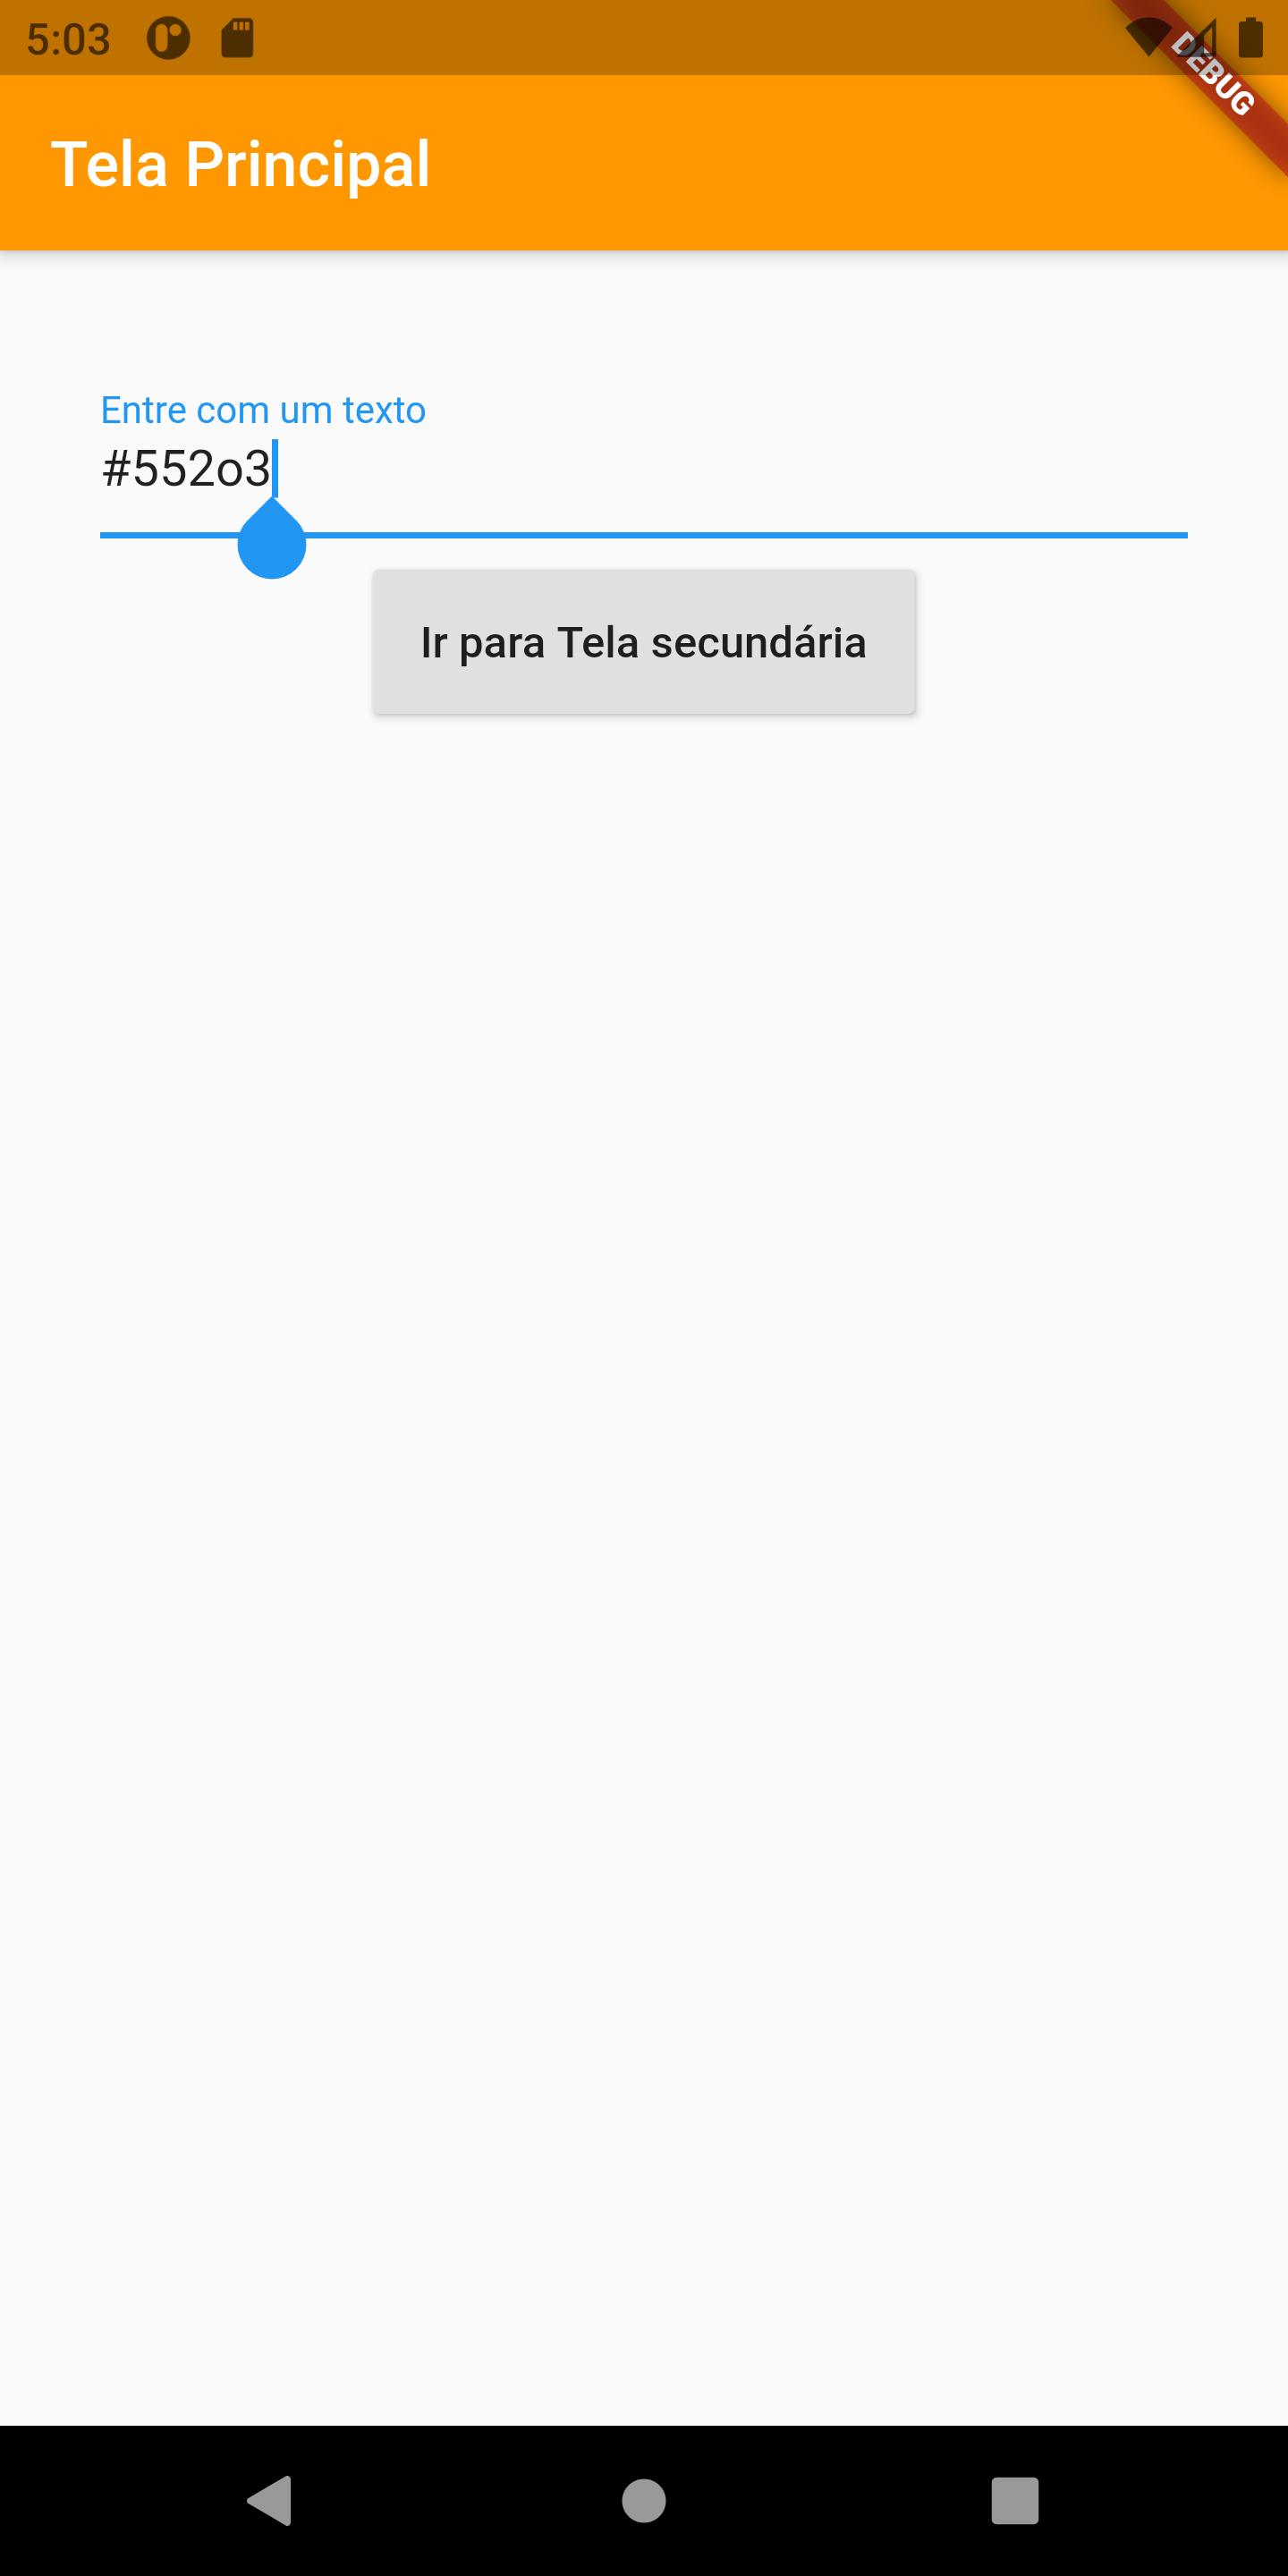 5:03
DEBUG
Tela Principal
Entre com um texto
#552o3
Ir para Tela secundária